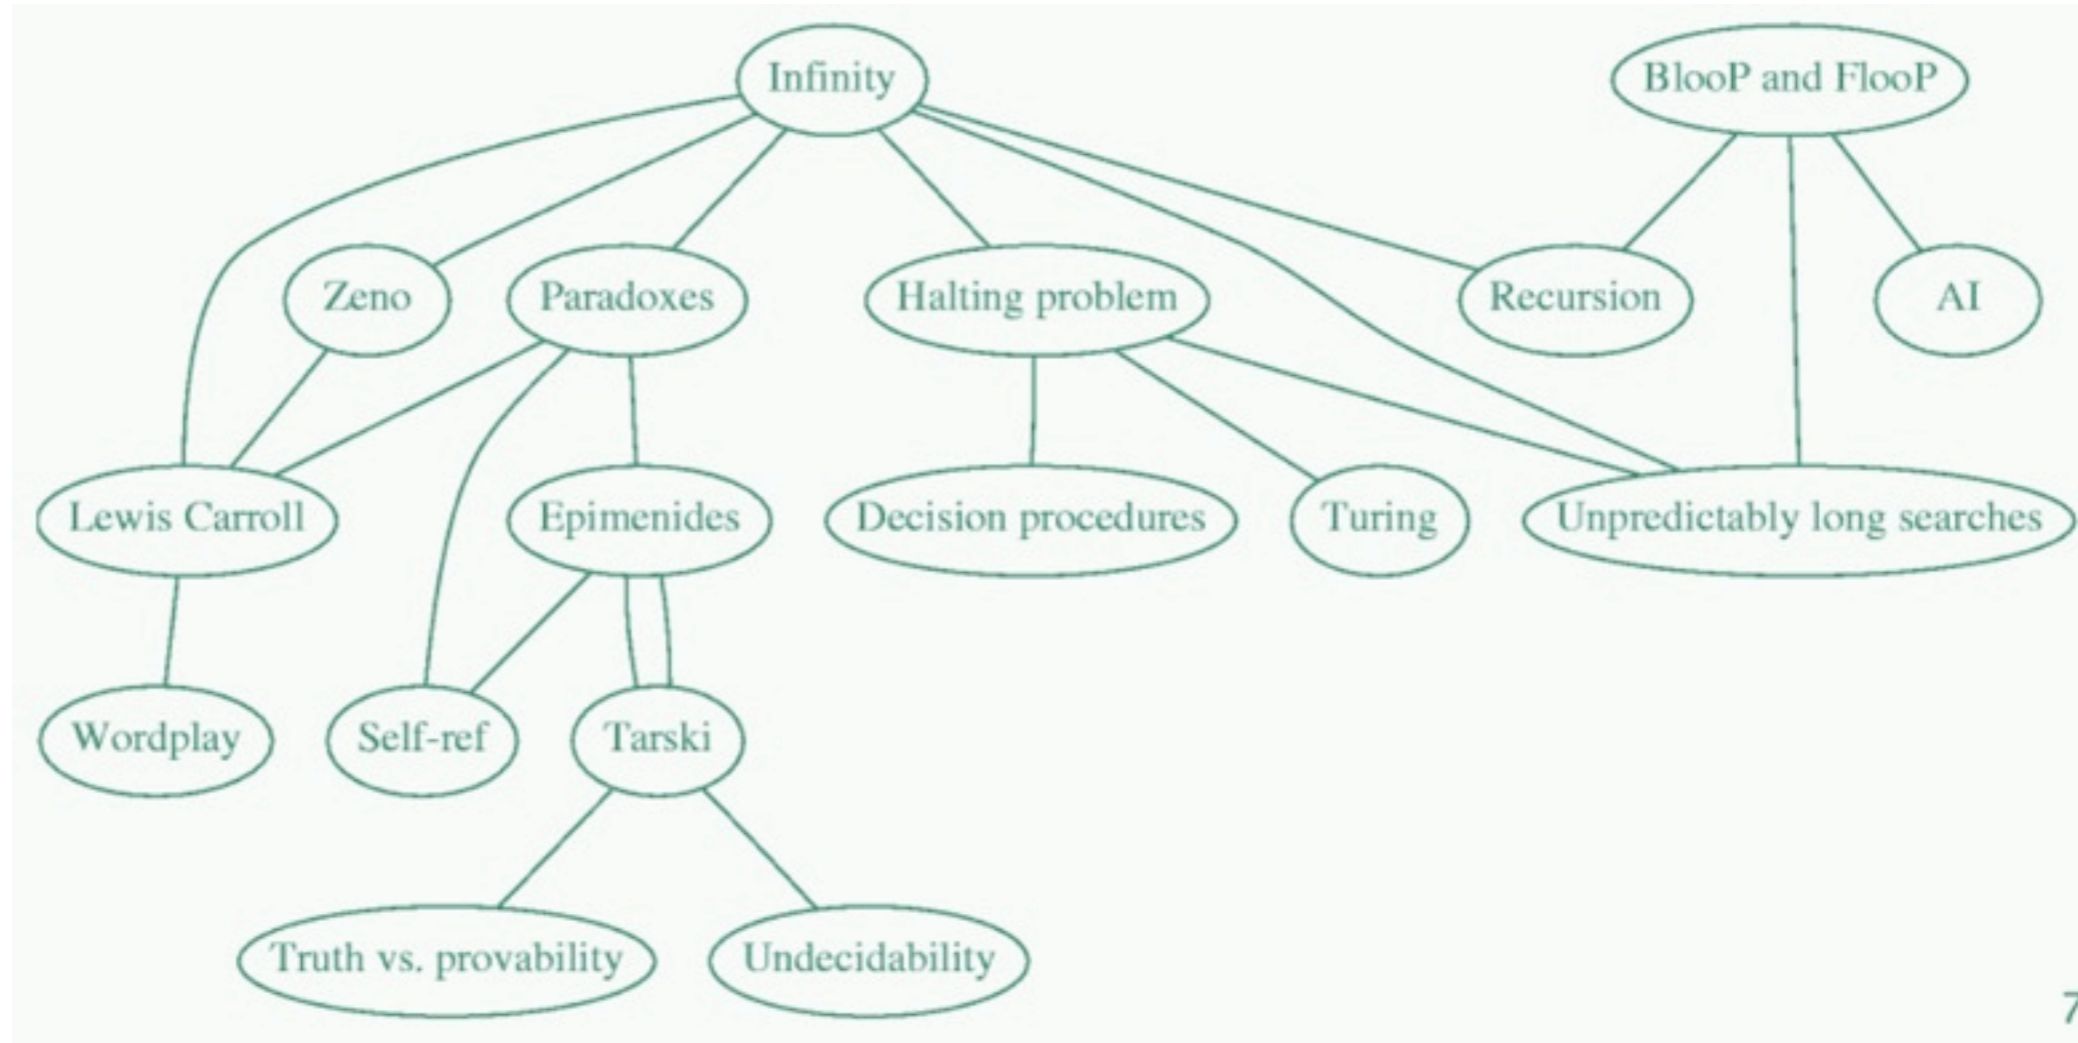 Infinity
BlooP and FlooP
Zeno
Paradoxes
Halting problem
Recursion
AI
Lewis Carroll
Epimenides
Decision procedures
Turing
Unpredictably long searches
Wordplay
Self-ref
Tarski
Truth vs. provability
Undecidability
7